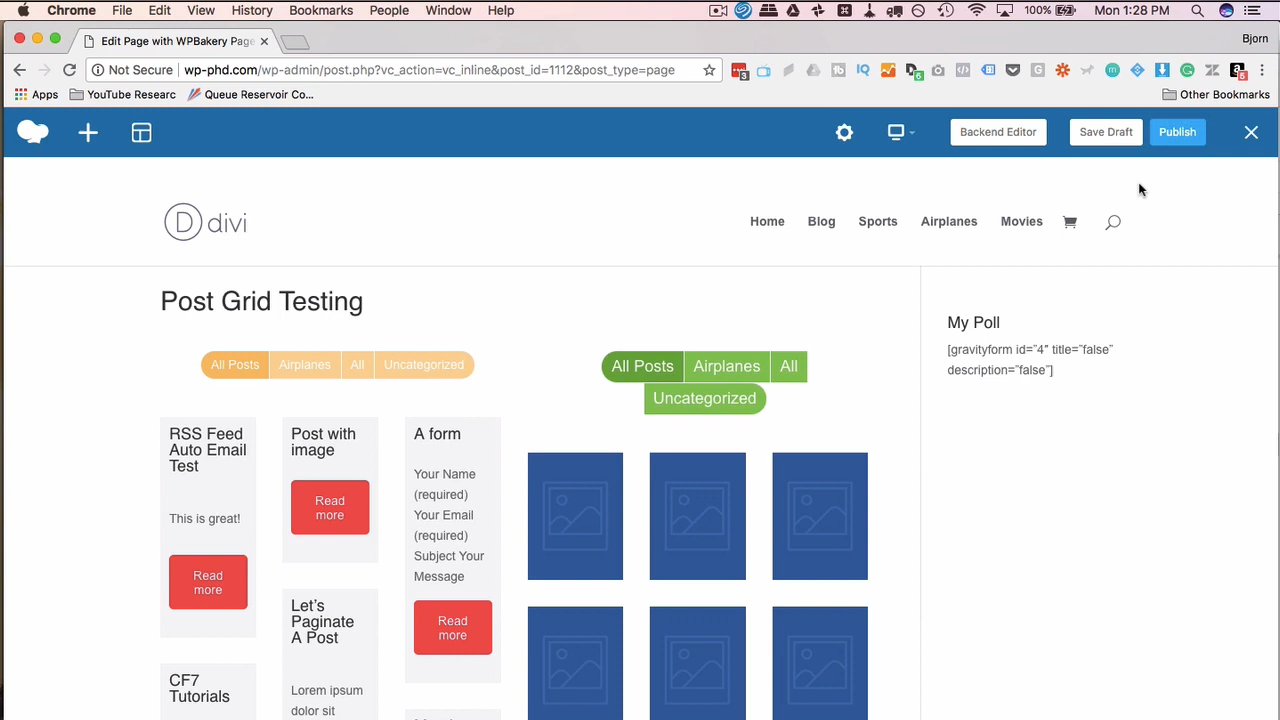 Chrome File Edit View History Bookmarks People Window Help 100% Mon 1:28 PM
Edit Page with WPBakery Page Bjorn
Not Secure wp-phd.com/wp-admin/post.php?vc_action=vc_inline&post_id=1112&post_type=page
Apps YouTube Researc Queue Reservoir Co... Other Bookmarks
Backend Editor Save Draft Publish
D divi
Home Blog Sports Airplanes Movies
Post Grid Testing
All Posts Airplanes All Uncategorized
All Posts Airplanes All
Uncategorized
RSS Feed
Auto Email
Test
This is great!
Read
more
CF7
Tutorials
Post with
image
Read
more
Let's
Paginate
A Post
Lorem ipsum
dolor sit
A form
Your Name
(required)
Your Email
(required)
Subject Your
Message
Read
more
My Poll
[gravityform id="4″ title="false"
description="false"]